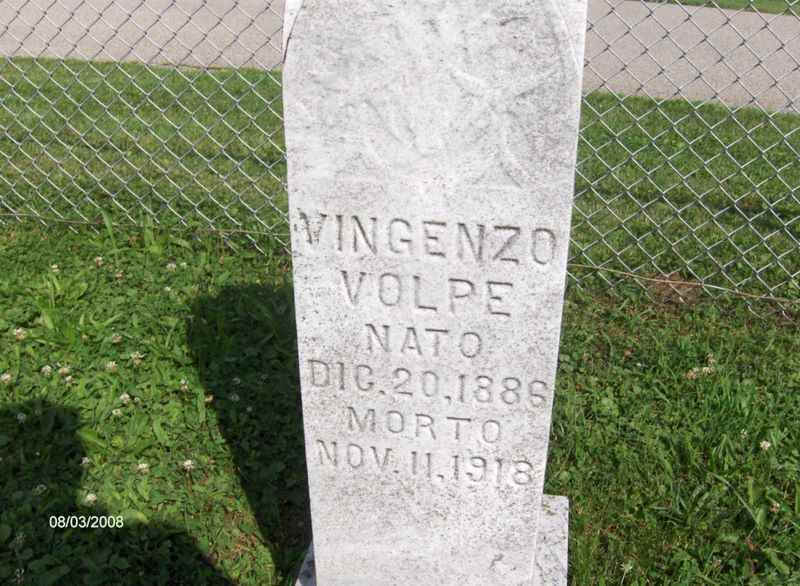 VINGENZO
VOLPE
NATO
DIC. 20, 1886
MORTO
NOV. 11, 1918
08/03/2008